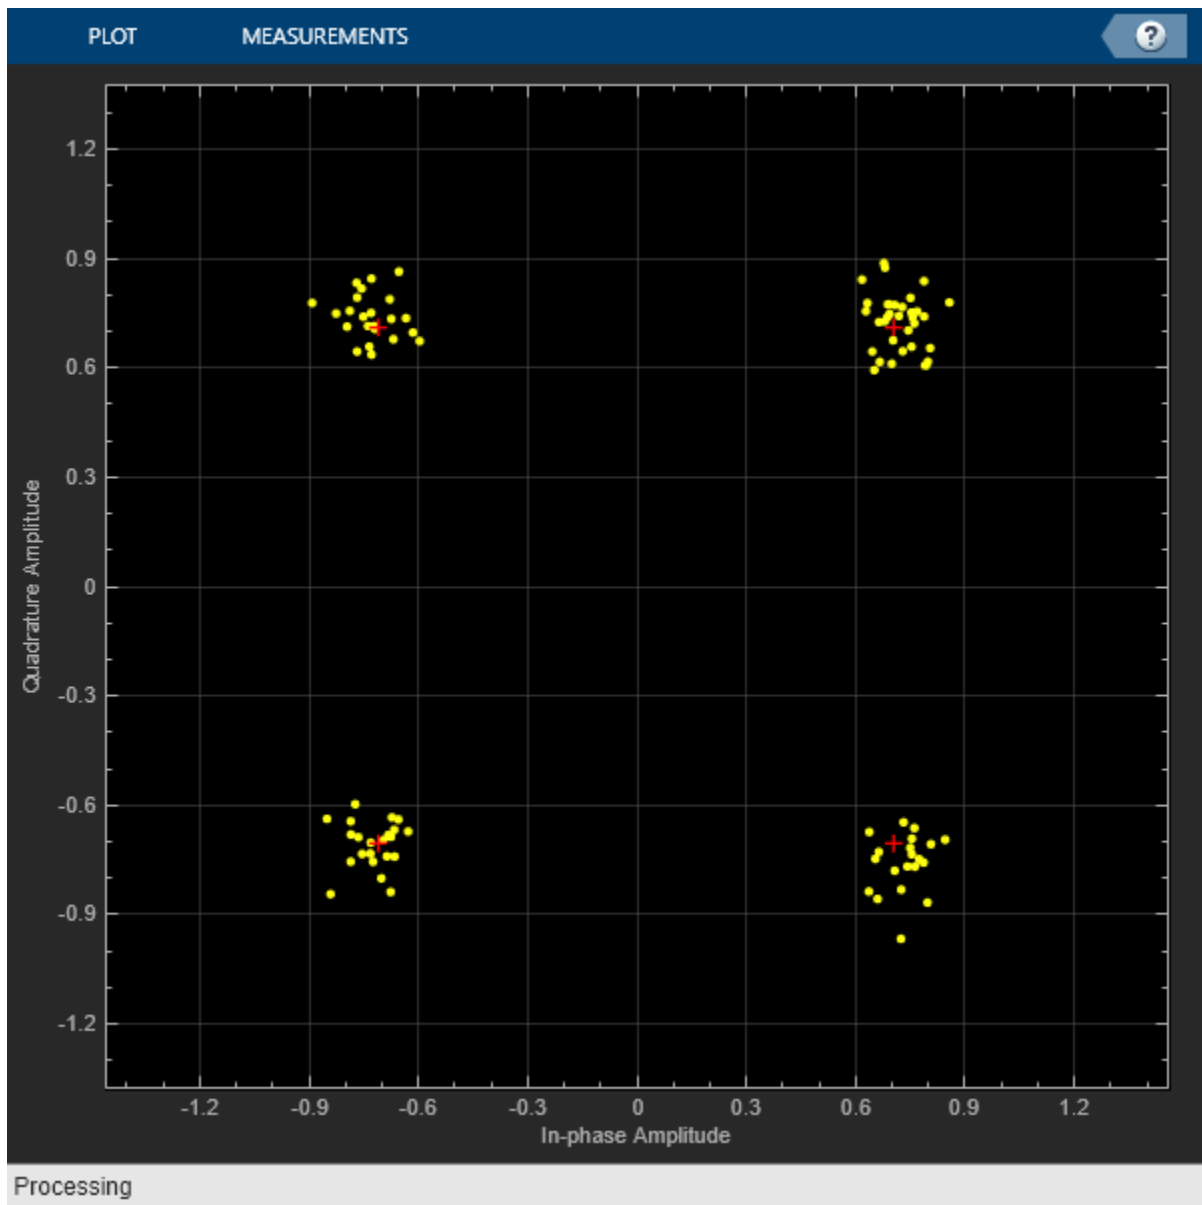 PLOT MEASUREMENTS ?
1.2
0.9
0.6
0.3
0
-0.3
-0.6
-0.9
-1.2
Quadrature Amplitude
-1.2 -0.9 -0.6 -0.3 0 0.3 0.6 0.9 1.2
In-phase Amplitude
Processing